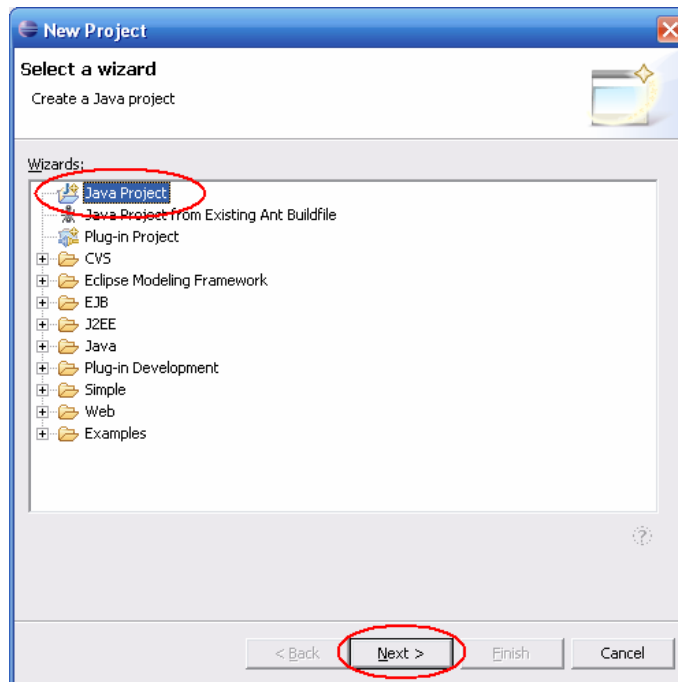 New Project
Select a wizard
Create a Java project
Wizards:
Java Project
Java Project from Existing Ant Buildfile
Plug-in Project
CVS
Eclipse Modeling Framework
EJB
J2EE
Java
Plug-in Development
Simple
Web
Examples
?
< Back Next > Finish Cancel